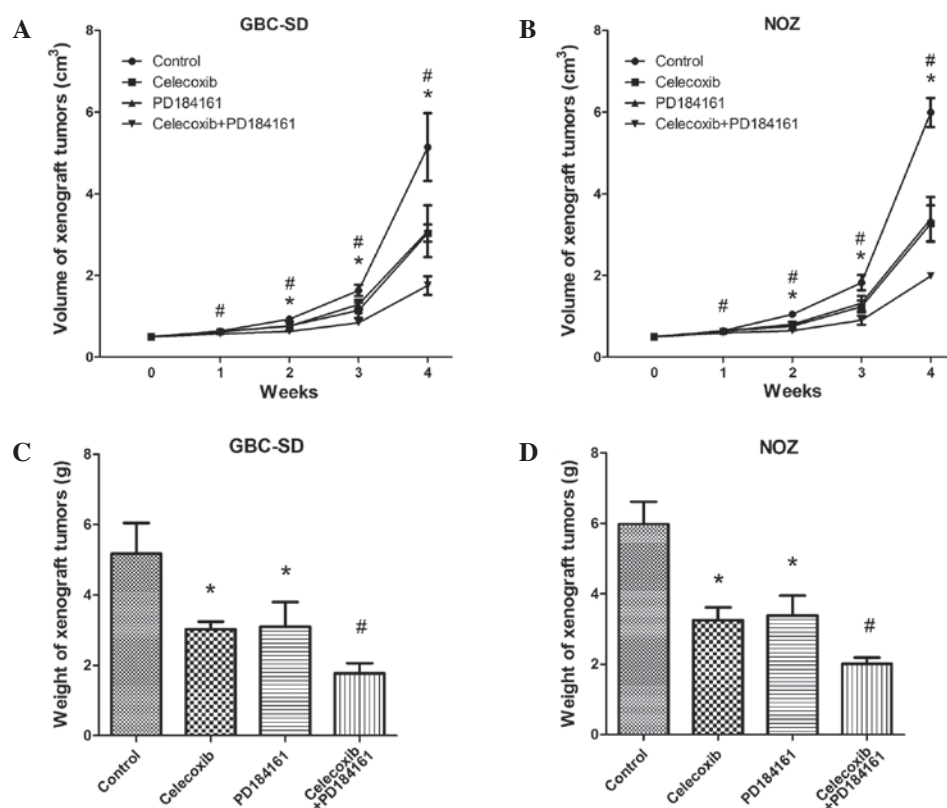 A
GBC-SD
Volume of xenograft tumors (cm³)
8
6
4
2
0
Control
Celecoxib
PD184161
Celecoxib+PD184161
#
#
*
#
*
#
*
0 1 2 3 4
Weeks
B
NOZ
Volume of xenograft tumors (cm³)
8
6
4
2
0
Control
Celecoxib
PD184161
Celecoxib+PD184161
#
#
*
#
*
#
*
0 1 2 3 4
Weeks
C
GBC-SD
Weight of xenograft tumors (g)
8
6
4
2
0
* * #
Control
Celecoxib
PD184161
Celecoxib
+PD184161
D
NOZ
Weight of xenograft tumors (g)
8
6
4
2
0
* * #
Control
Celecoxib
PD184161
Celecoxib
+PD184161